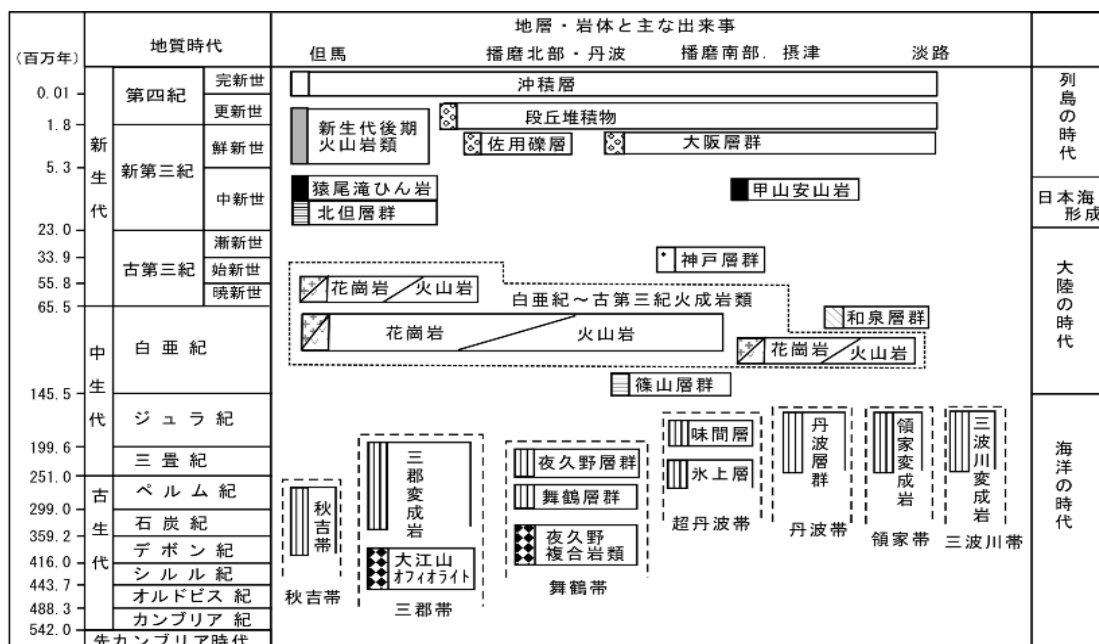 地層・岩体と主な出来事
(百万年)
地質時代
但馬
播磨北部・丹波
播磨南部, 摂津
淡路
0.01
1.8
5.3
23.0
33.9
55.8
65.5
145.5
199.6
251.0
299.0
359.2
416.0
443.7
488.3
542.0
新生代
中生代
古生代
第四紀
新第三紀
古第三紀
白亜紀
ジュラ紀
三畳紀
ペルム紀
石炭紀
デボン紀
シルル紀
オルドビス紀
カンブリア紀
先カンブリア時代
完新世
更新世
鮮新世
中新世
漸新世
始新世
暁新世
沖積層
段丘堆積物
新生代後期
火山岩類
佐用礫層
大阪層群
猿尾滝ひん岩
北但層群
甲山安山岩
神戸層群
花崗岩
火山岩
白亜紀～古第三紀火成岩類
和泉層群
花崗岩
火山岩
花崗岩
火山岩
篠山層群
味間層
氷上層
超丹波帯
丹波層群
丹波帯
領家変成岩
領家帯
三波川変成岩
三波川帯
三郡変成岩
大江山
オフィオライト
三郡帯
夜久野層群
舞鶴層群
夜久野
複合岩類
舞鶴帯
秋吉帯
秋吉帯
列島の時代
日本海
形成
大陸の時代
海洋の時代